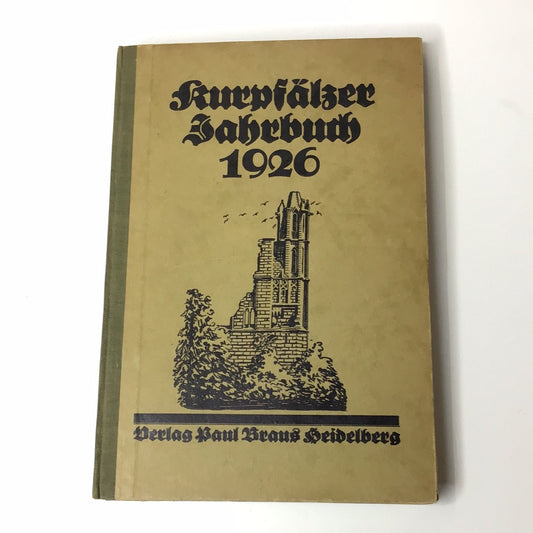 Kurpfälzer
Jahrbuch
1926
Verlag Paul Braus Heidelberg